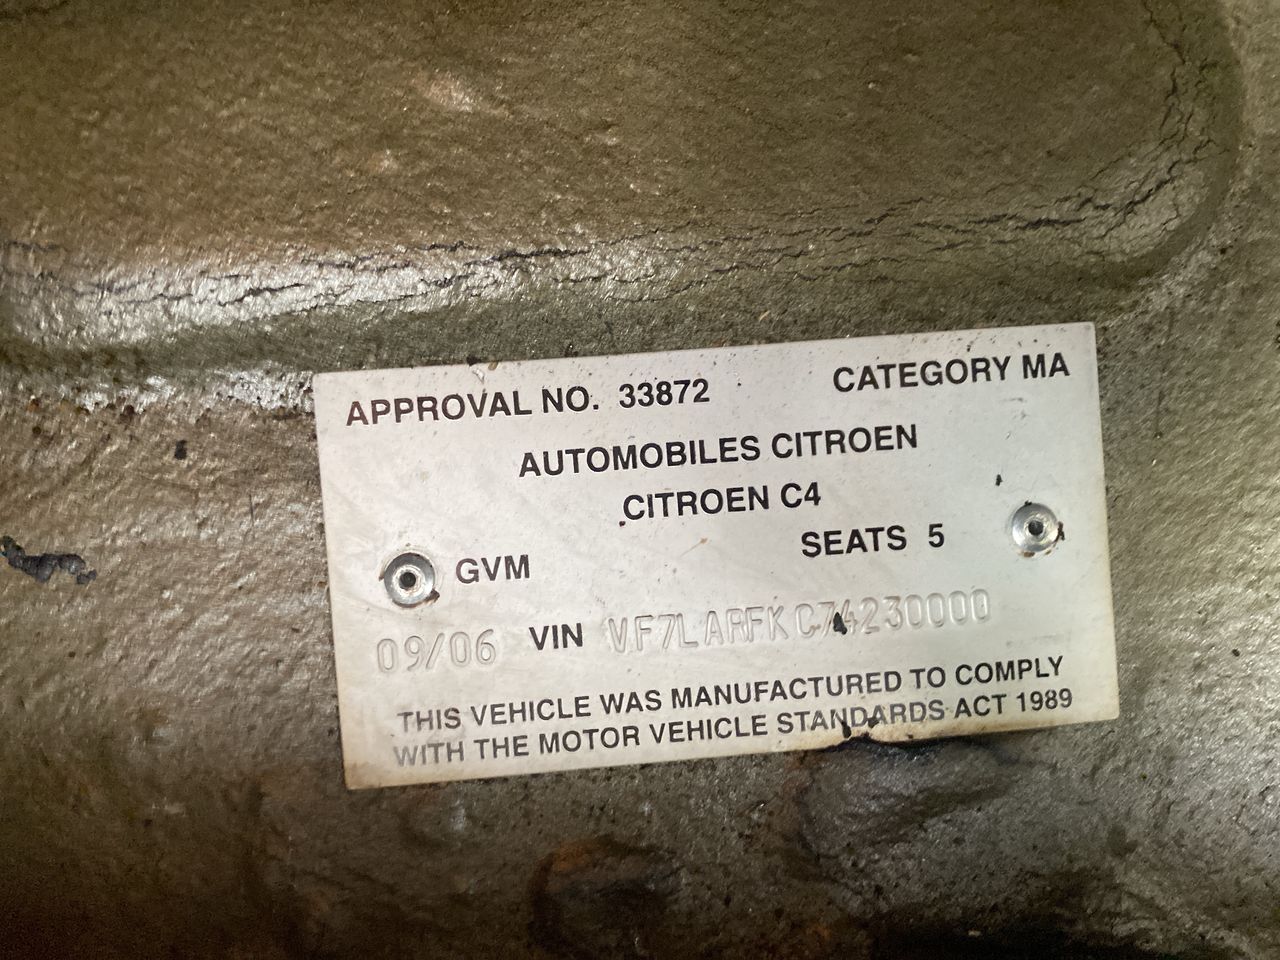 APPROVAL NO. 33872 CATEGORY MA
AUTOMOBILES CITROEN
CITROEN C4
SEATS 5
GVM
09/06 VIN VF7LARFKC74230000
THIS VEHICLE WAS MANUFACTURED TO COMPLY
WITH THE MOTOR VEHICLE STANDARDS ACT 1989